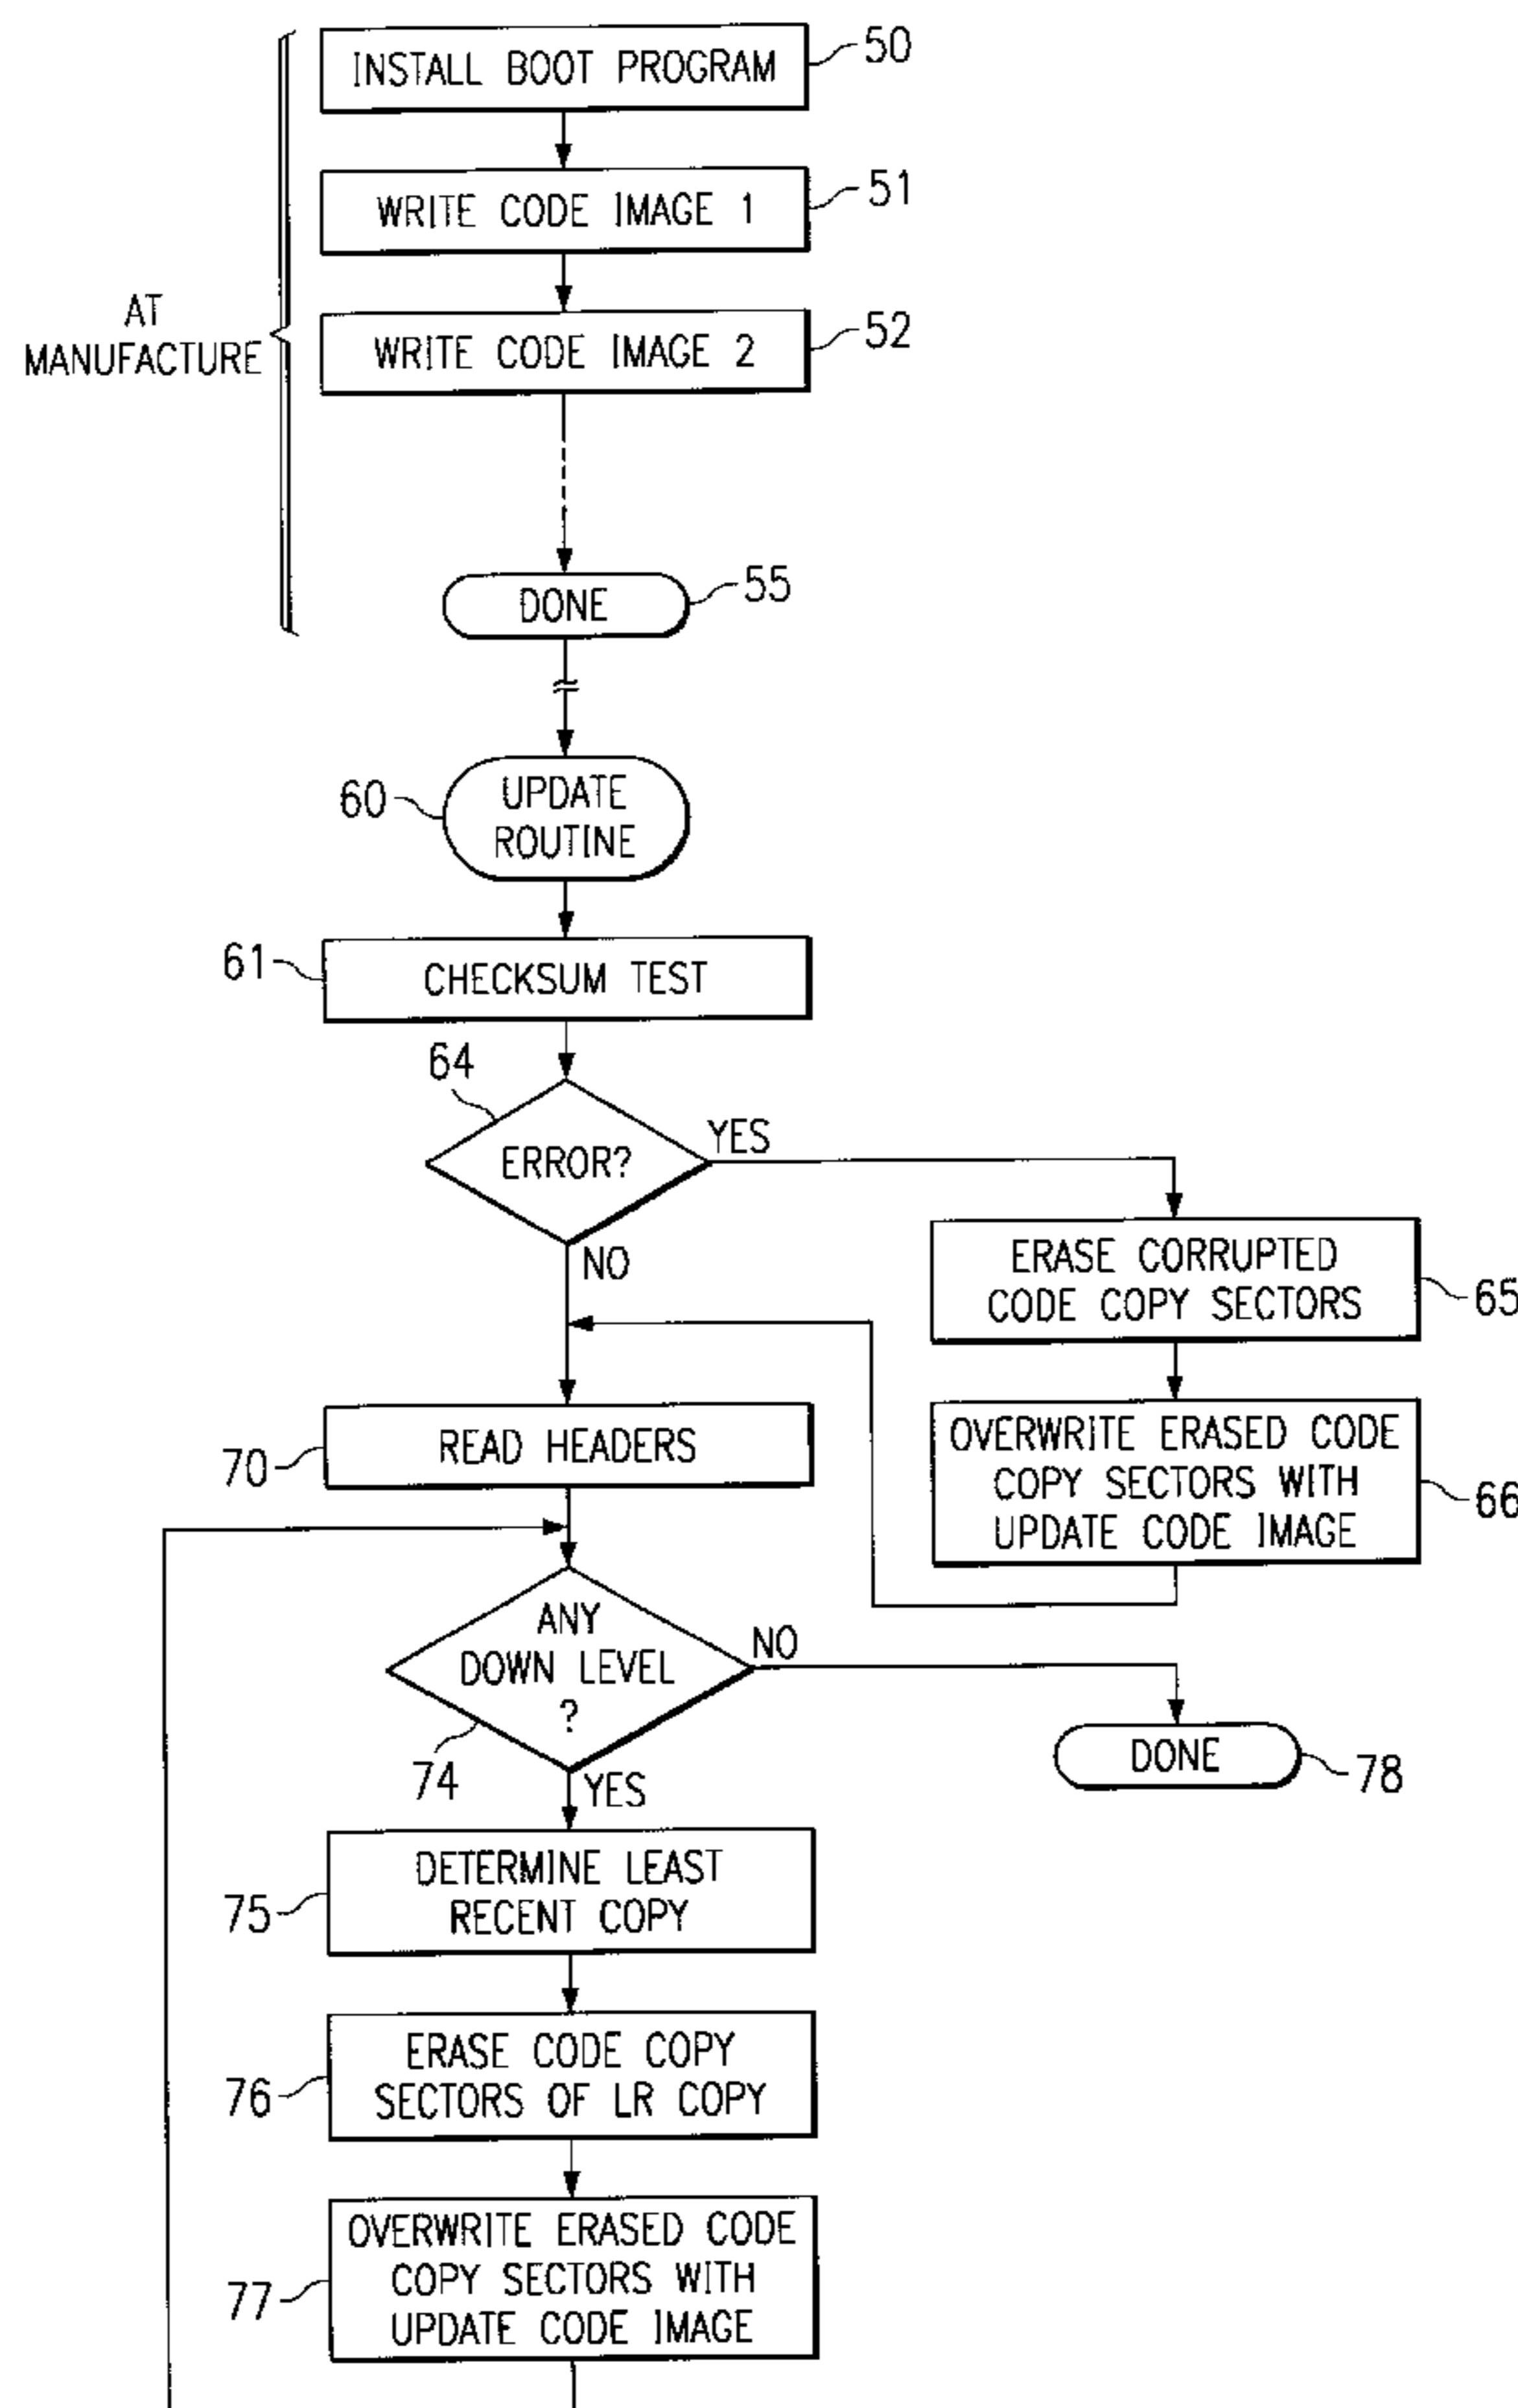 INSTALL BOOT PROGRAM
50
WRITE CODE IMAGE 1
51
AT
MANUFACTURE
WRITE CODE IMAGE 2
52
DONE
55
60
UPDATE
ROUTINE
61
CHECKSUM TEST
64
ERROR?
YES
NO
ERASE CORRUPTED
CODE COPY SECTORS
65
70
READ HEADERS
OVERWRITE ERASED CODE
COPY SECTORS WITH
UPDATE CODE IMAGE
66
ANY
DOWN LEVEL
?
NO
74
YES
DONE
78
75
DETERMINE LEAST
RECENT COPY
76
ERASE CODE COPY
SECTORS OF LR COPY
77
OVERWRITE ERASED CODE
COPY SECTORS WITH
UPDATE CODE IMAGE